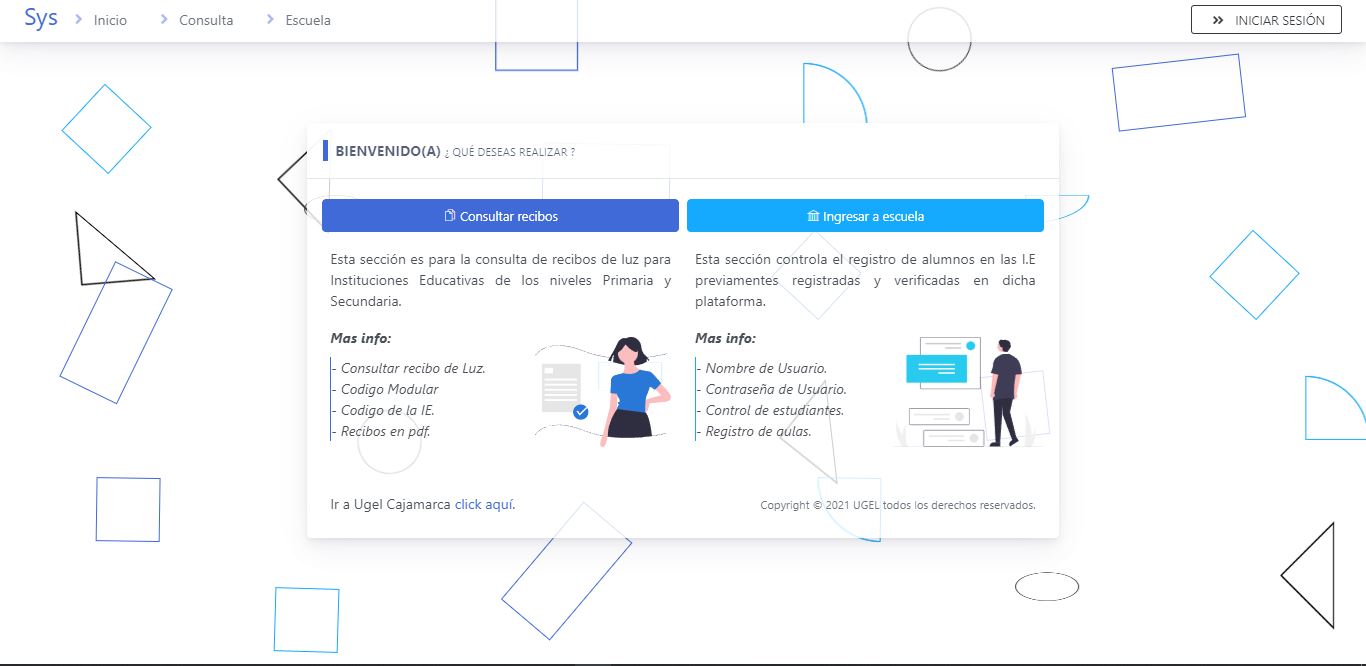 Sys Inicio Consulta Escuela INICIAR SESIÓN
BIENVENIDO(A) ¿ QUÉ DESEAS REALIZAR ?
Consultar recibos
Esta sección es para la consulta de recibos de luz para
Instituciones Educativas de los niveles Primaria y
Secundaria.
Mas info:
- Consultar recibo de Luz.
- Codigo Modular
- Codigo de la IE.
- Recibos en pdf.
Ingresar a escuela
Esta sección controla el registro de alumnos en las I.E
previamentes registradas y verificadas en dicha
plataforma.
Mas info:
- Nombre de Usuario.
- Contraseña de Usuario.
- Control de estudiantes.
- Registro de aulas.
Ir a Ugel Cajamarca click aquí.
Copyright © 2021 UGEL todos los derechos reservados.